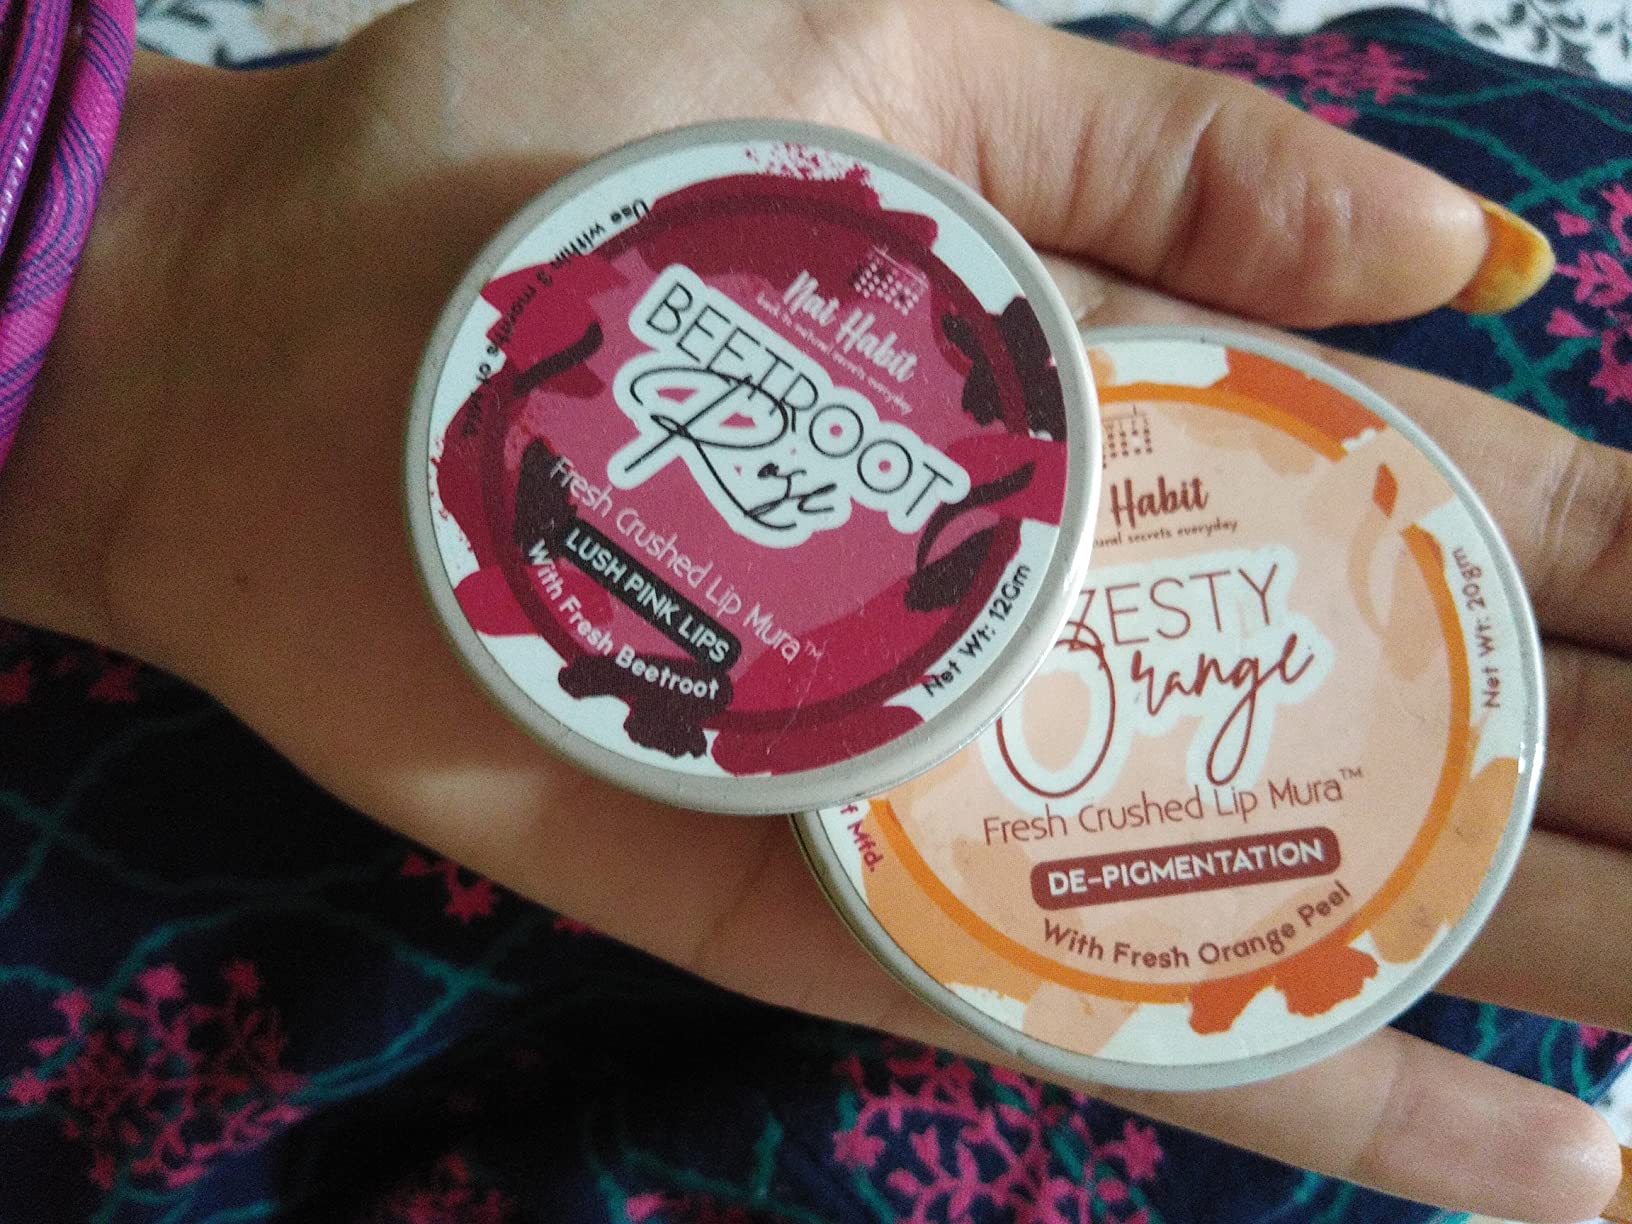 Nat Habit
back to natural secrets everyday
BEETROOT
Rose
Fresh Crushed Lip Mura™
LUSH PINK LIPS
With Fresh Beetroot
Use within 3 months of Mfd.
Net Wt: 12Gm
Habit
secrets everyday
ZESTY
Orange
Fresh Crushed Lip Mura™
DE-PIGMENTATION
With Fresh Orange Peel
Net Wt: 20gm
f Mfd.